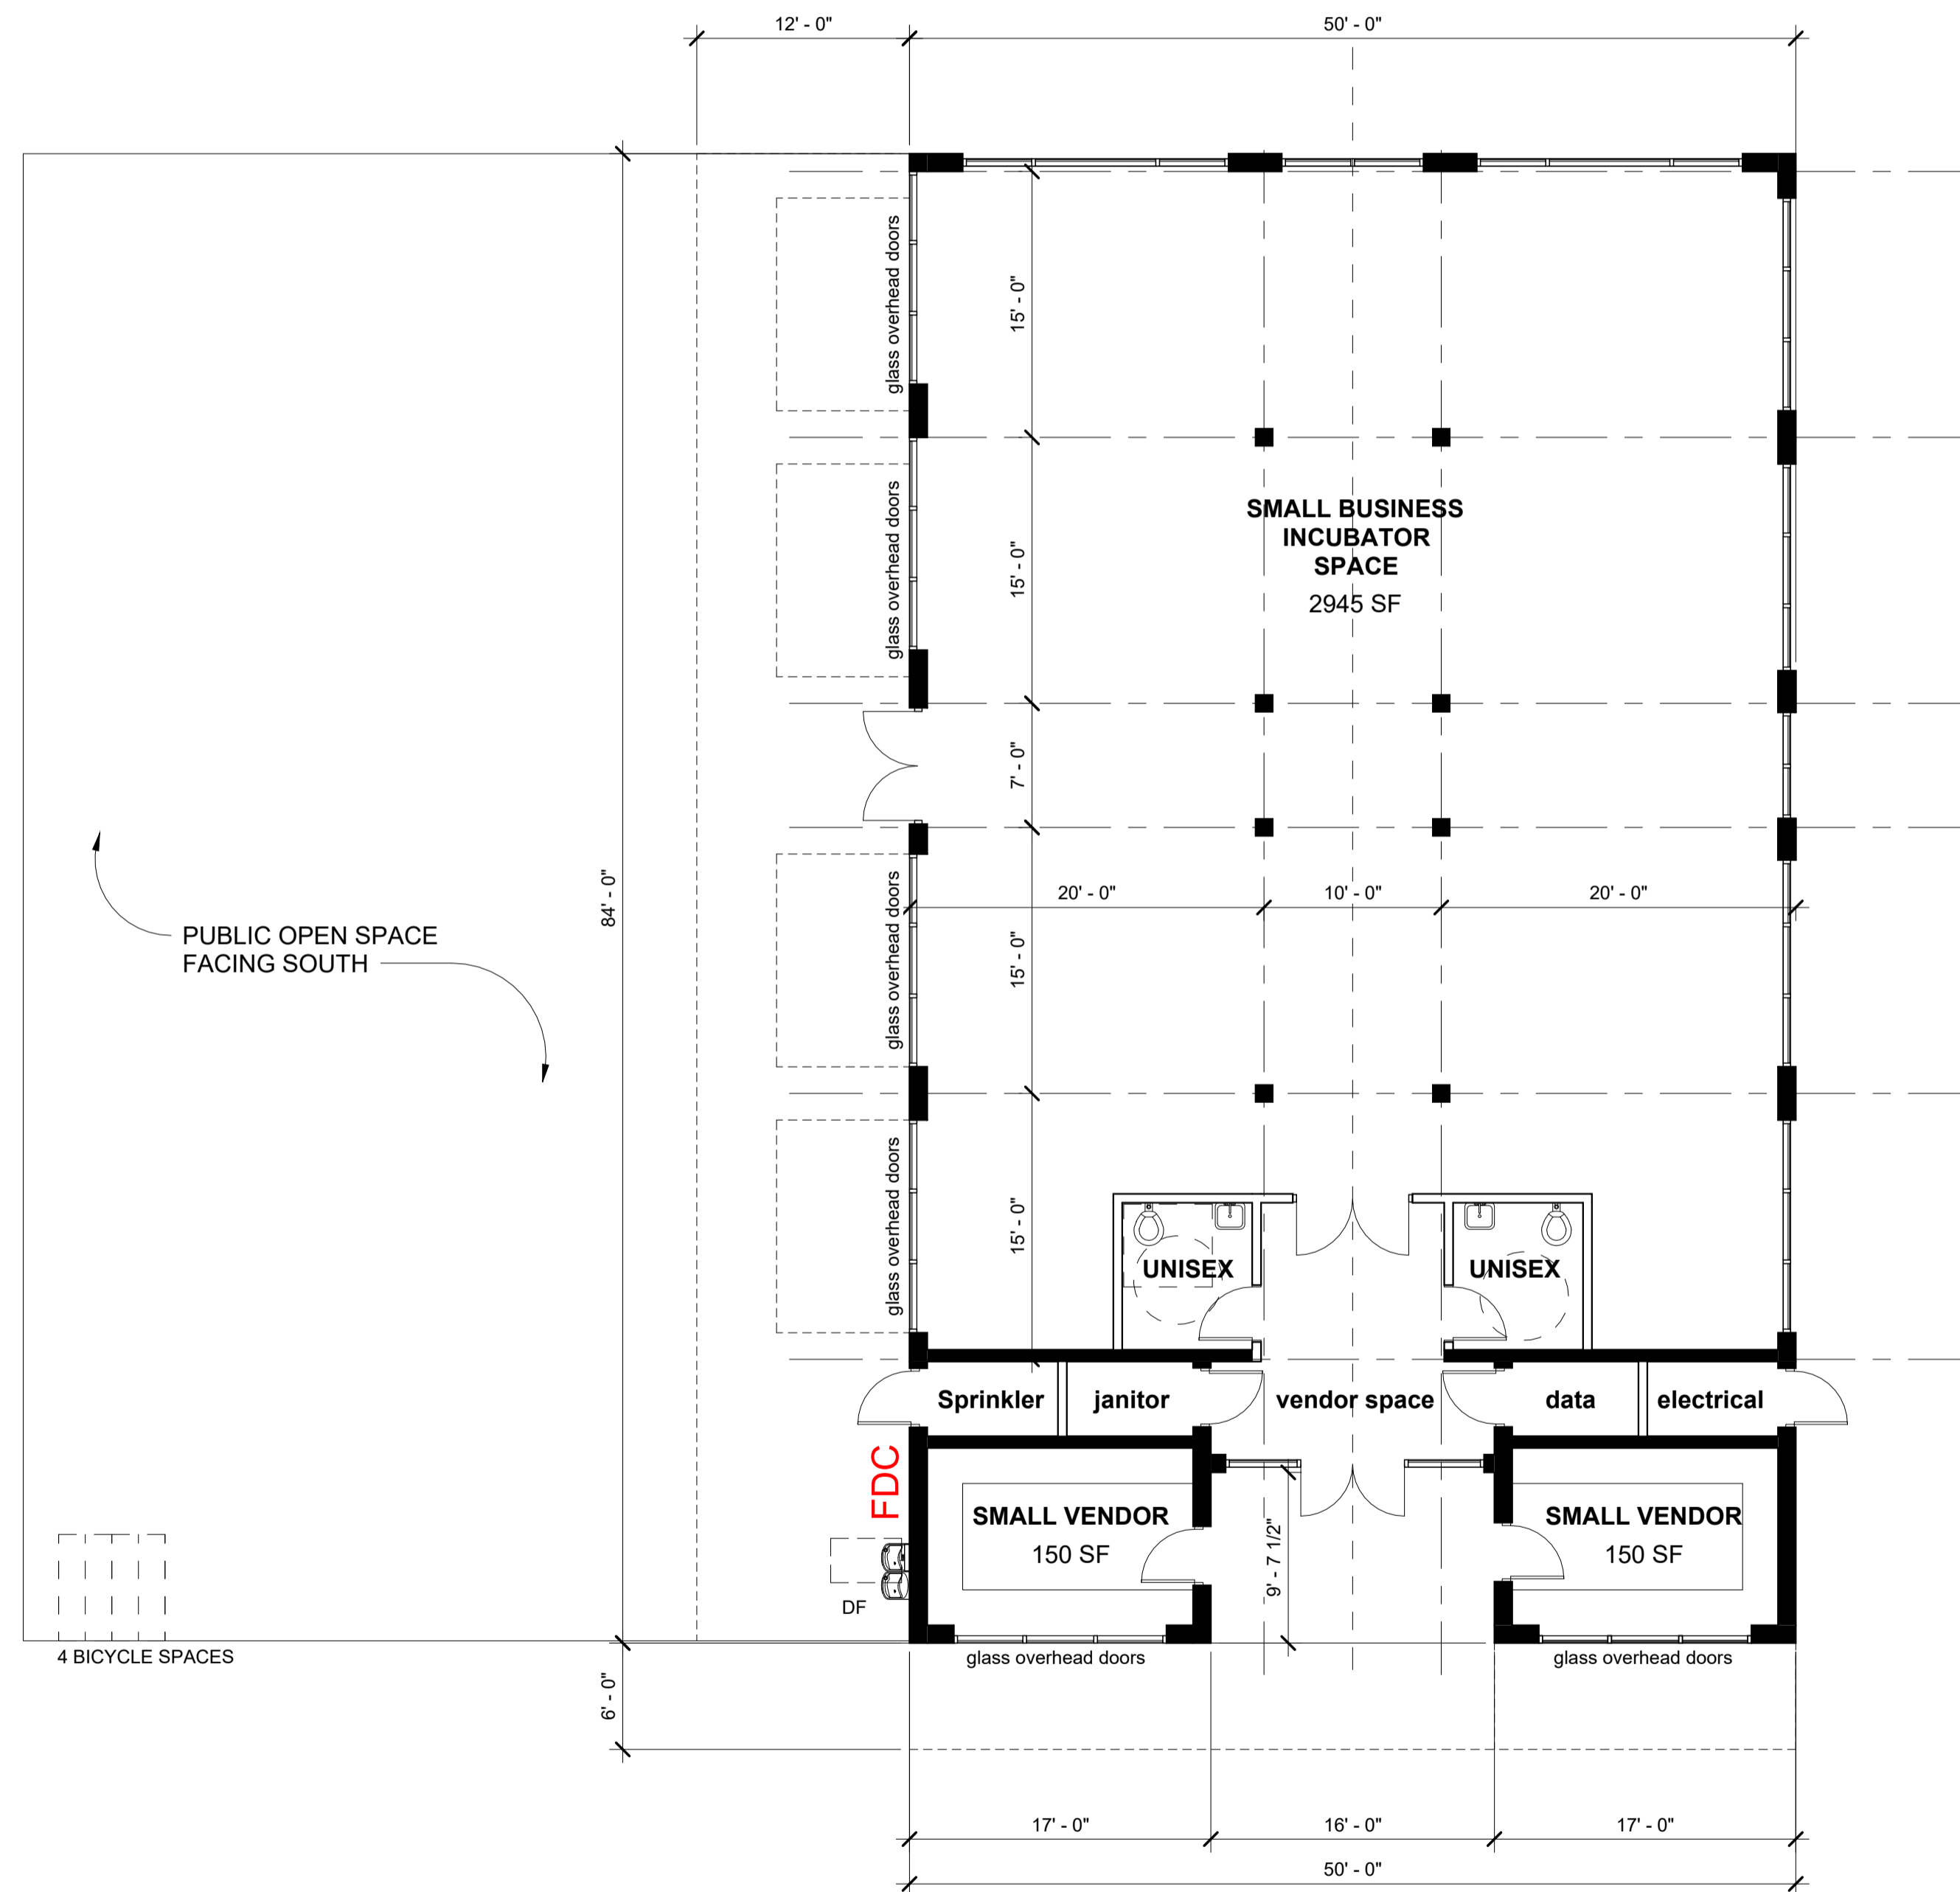 12' - 0"
50' - 0"
glass overhead doors
15' - 0"
SMALL BUSINESS
INCUBATOR
SPACE
2945 SF
glass overhead doors
15' - 0"
7' - 0"
84' - 0"
20' - 0"
10' - 0"
20' - 0"
PUBLIC OPEN SPACE
FACING SOUTH
glass overhead doors
15' - 0"
glass overhead doors
15' - 0"
UNISEX
UNISEX
Sprinkler
janitor
vendor space
data
electrical
FDC
SMALL VENDOR
150 SF
9' - 7 1/2"
SMALL VENDOR
150 SF
DF
4 BICYCLE SPACES
glass overhead doors
glass overhead doors
6' - 0"
17' - 0"
16' - 0"
17' - 0"
50' - 0"